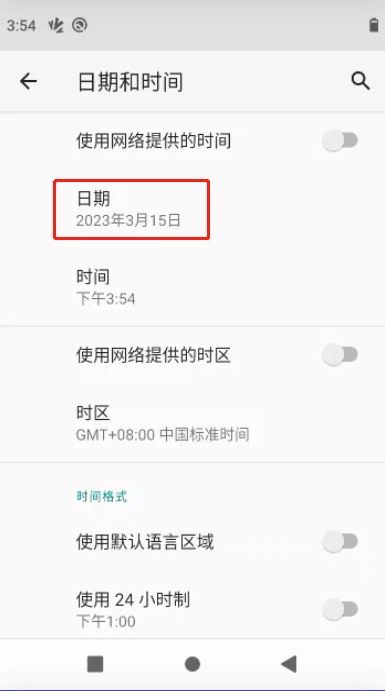 3:54
日期和时间
使用网络提供的时间
日期
2023年3月15日
时间
下午3:54
使用网络提供的时区
时区
GMT+08:00 中国标准时间
时间格式
使用默认语言区域
使用 24 小时制
下午1:00